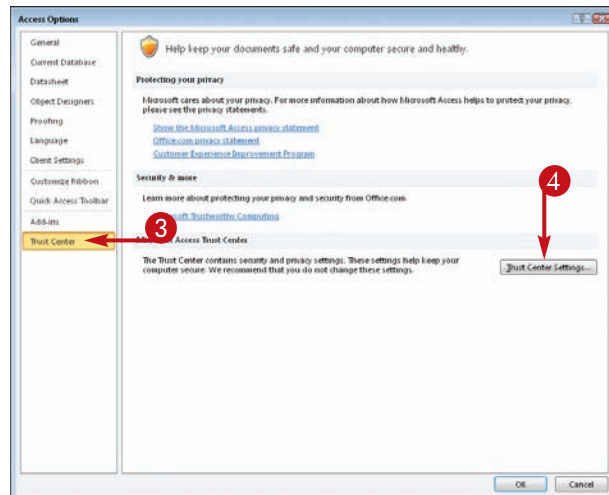 Access Options
General
Current Database
Datasheet
Object Designers
Proofing
Language
Client Settings
Customize Ribbon
Quick Access Toolbar
Add-ins
Trust Center
Help keep your documents safe and your computer secure and healthy.
Protecting your privacy
Microsoft cares about your privacy. For more information about how Microsoft Access helps to protect your privacy,
please see the privacy statements.
Show the Microsoft Access privacy statement
Office.com privacy statement
Customer Experience Improvement Program
Security & more
Learn more about protecting your privacy and security from Office.com.
Trustworthy Computing
Access Trust Center
The Trust Center contains security and privacy settings. These settings help keep your
computer secure. We recommend that you do not change these settings.
Trust Center Settings...
3
4
OK
Cancel